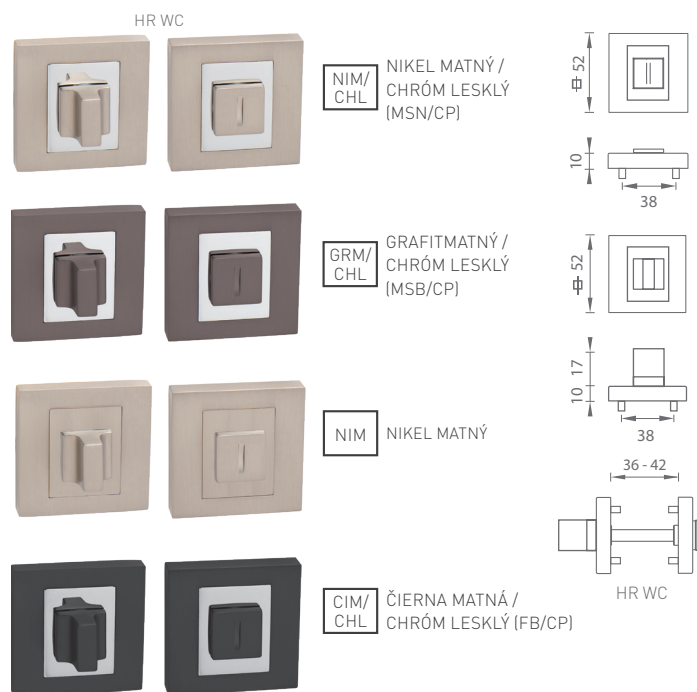 HR WC
NIM/
CHL
NIKEL MATNÝ /
CHRÓM LESKLÝ
(MSN/CP)
52
10
38
GRM/
CHL
GRAFITMATNÝ /
CHRÓM LESKLÝ
(MSB/CP)
52
17
10
38
NIM
NIKEL MATNÝ
36 - 42
HR WC
CIM/
CHL
ČIERNA MATNÁ /
CHRÓM LESKLÝ (FB/CP)